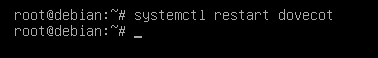 root@debian:~# systemctl restart dovecot
root@debian:~# _